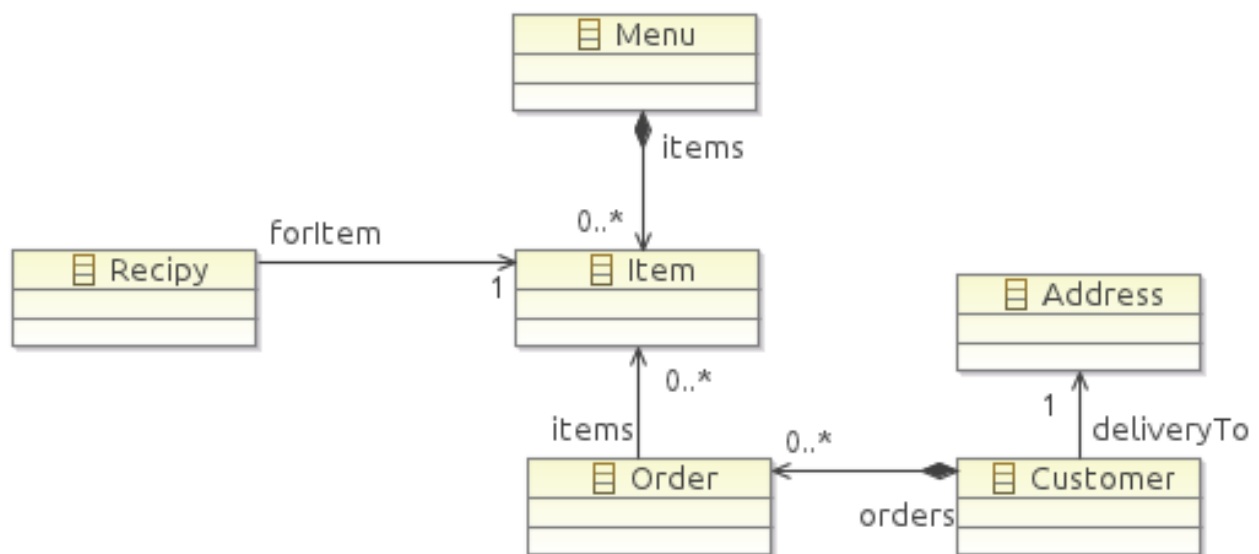 Menu
items
0..*
forItem
Recipy
1
Item
Address
0..*
1
items
0..*
deliveryTo
Order
Customer
orders